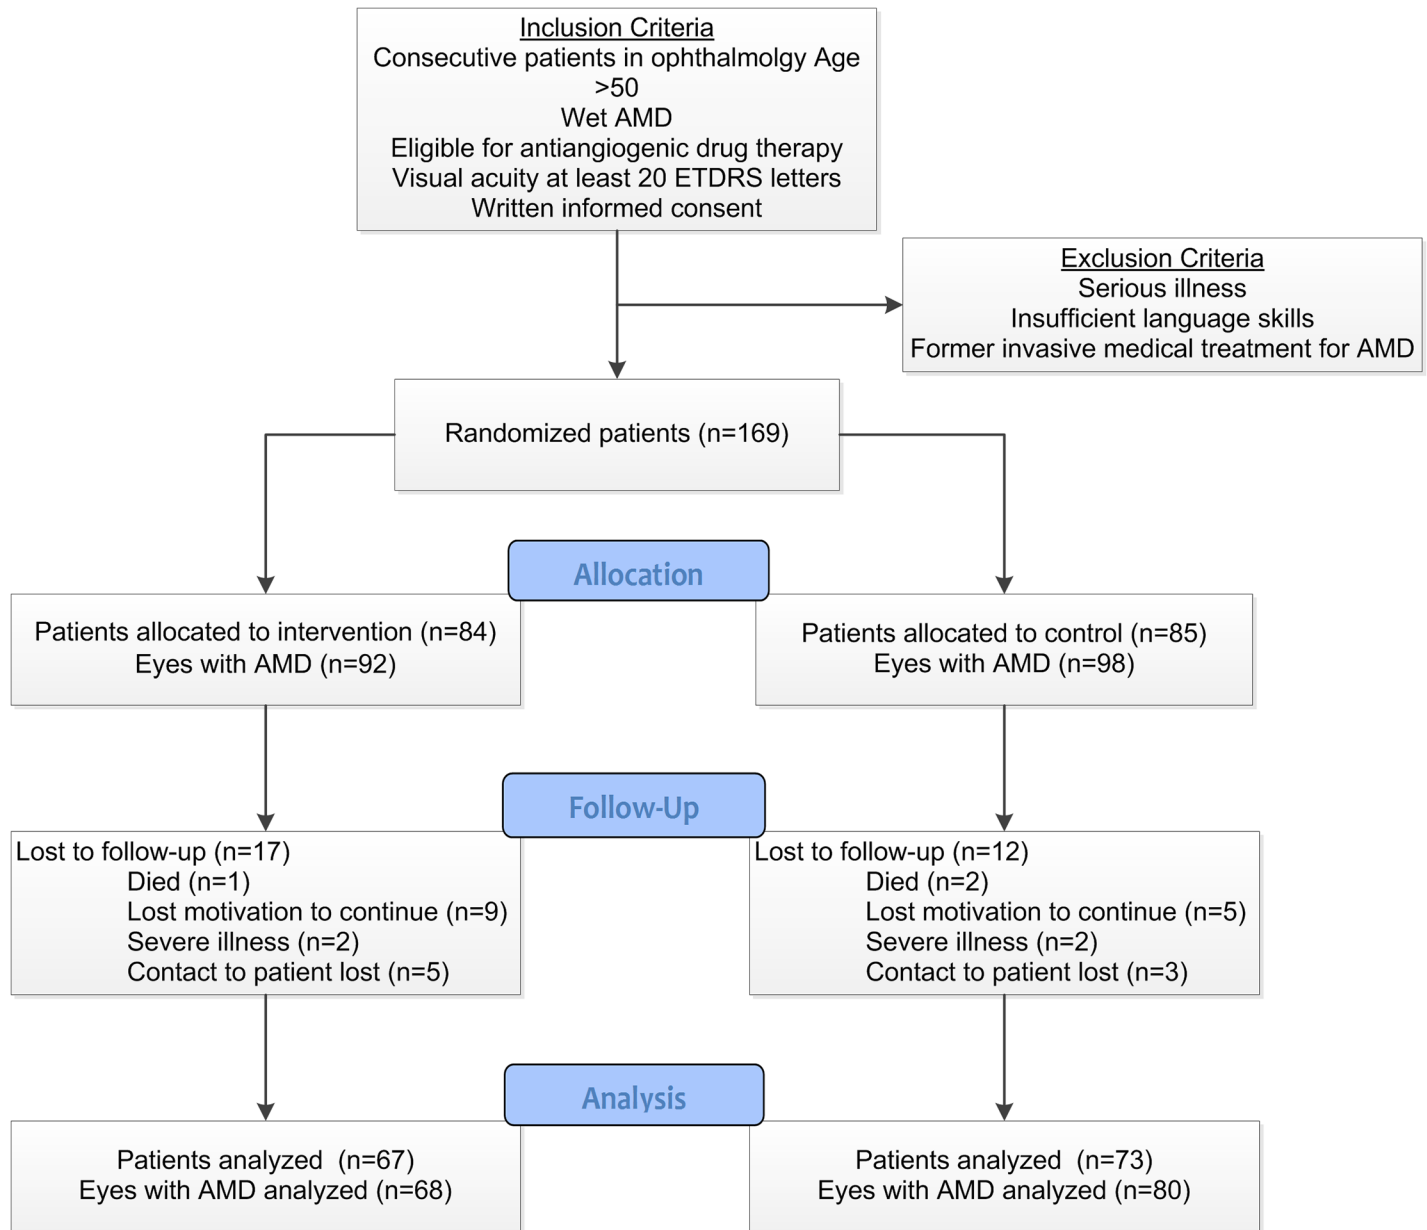 Inclusion Criteria
Consecutive patients in ophthalmolgy Age
>50
Wet AMD
Eligible for antiangiogenic drug therapy
Visual acuity at least 20 ETDRS letters
Written informed consent
Exclusion Criteria
Serious illness
Insufficient language skills
Former invasive medical treatment for AMD
Randomized patients (n=169)
Allocation
Patients allocated to intervention (n=84)
Eyes with AMD (n=92)
Patients allocated to control (n=85)
Eyes with AMD (n=98)
Follow-Up
Lost to follow-up (n=17)
Died (n=1)
Lost motivation to continue (n=9)
Severe illness (n=2)
Contact to patient lost (n=5)
Lost to follow-up (n=12)
Died (n=2)
Lost motivation to continue (n=5)
Severe illness (n=2)
Contact to patient lost (n=3)
Analysis
Patients analyzed  (n=67)
Eyes with AMD analyzed (n=68)
Patients analyzed  (n=73)
Eyes with AMD analyzed (n=80)